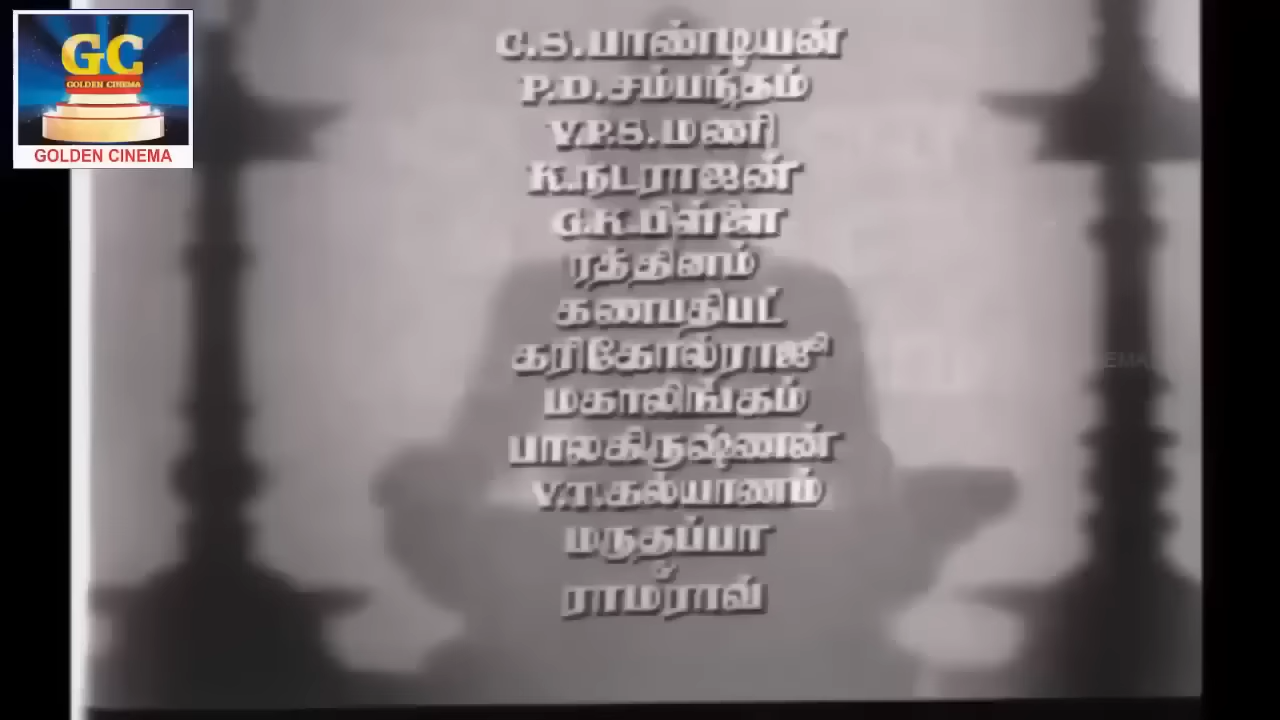 GC
GOLDEN CINEMA
GOLDEN CINEMA
C.S.பாண்டியன்
P.D.சம்பந்தம்
V.P.S.மணி
K.நடராஜன்
G.K.பிள்ளை
ரத்தினம்
கணபதிபட்
கரிகோல்ராஜி
மகாலிங்கம்
பாலகிருஷ்ணன்
V.T.கல்யாணம்
மருதப்பா
&
ராமராவ்